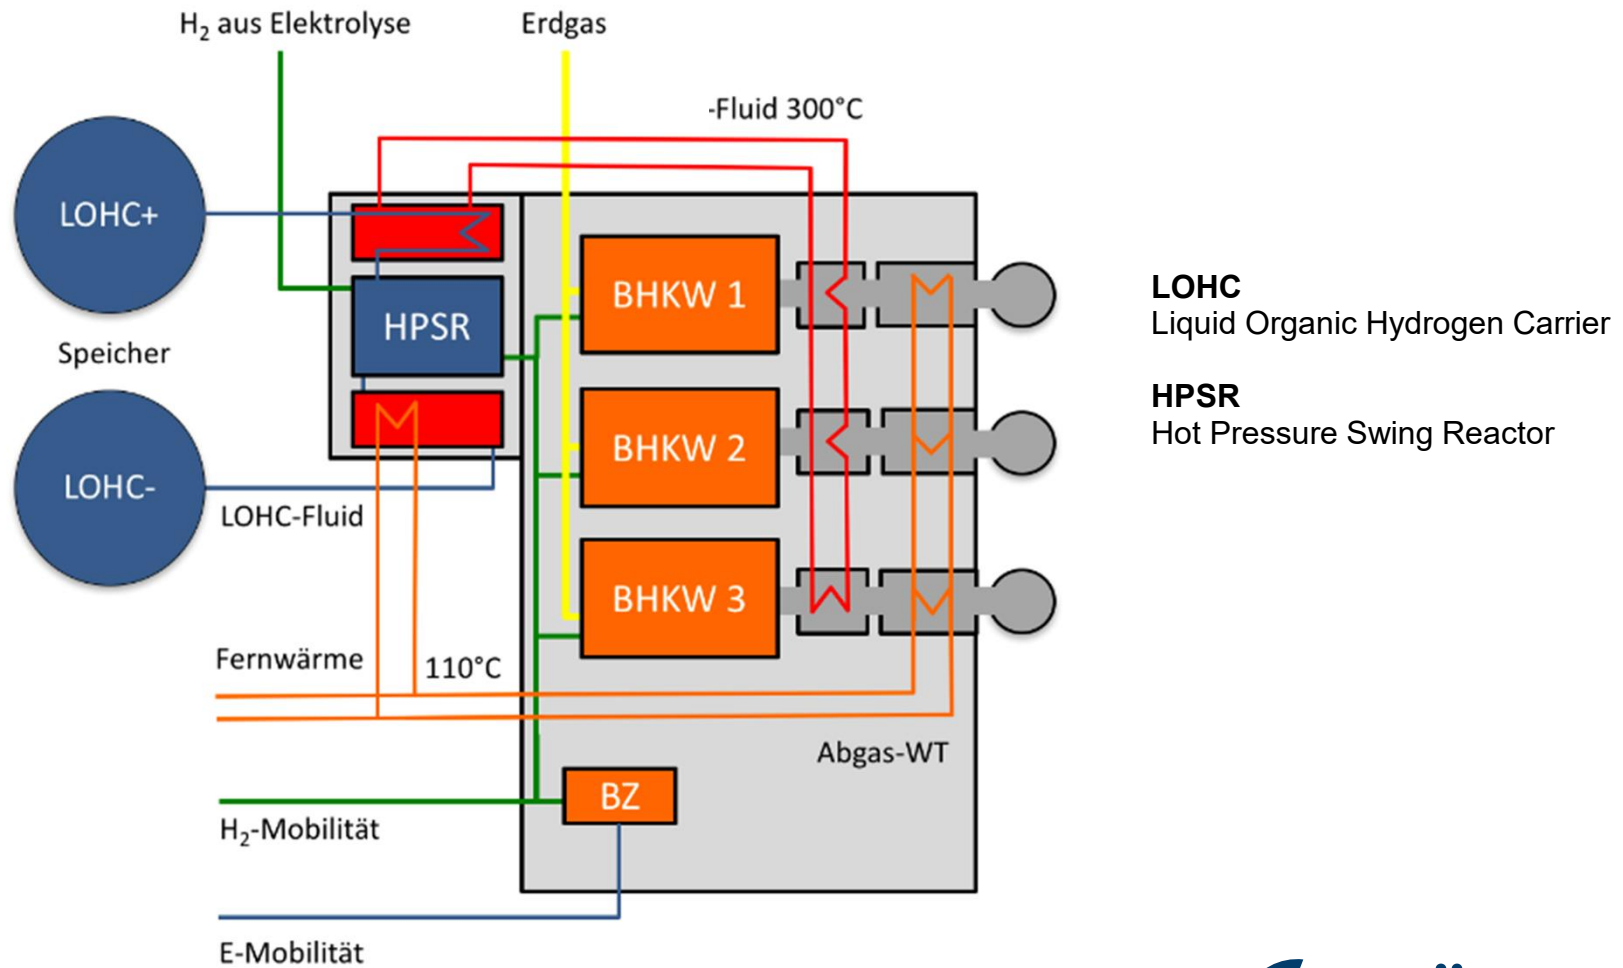 H₂ aus Elektrolyse
Erdgas
-Fluid 300°C
LOHC+
Speicher
LOHC-
LOHC-Fluid
HPSR
BHKW 1
BHKW 2
BHKW 3
LOHC
Liquid Organic Hydrogen Carrier
HPSR
Hot Pressure Swing Reactor
Fernwärme
110°C
Abgas-WT
BZ
H₂-Mobilität
E-Mobilität